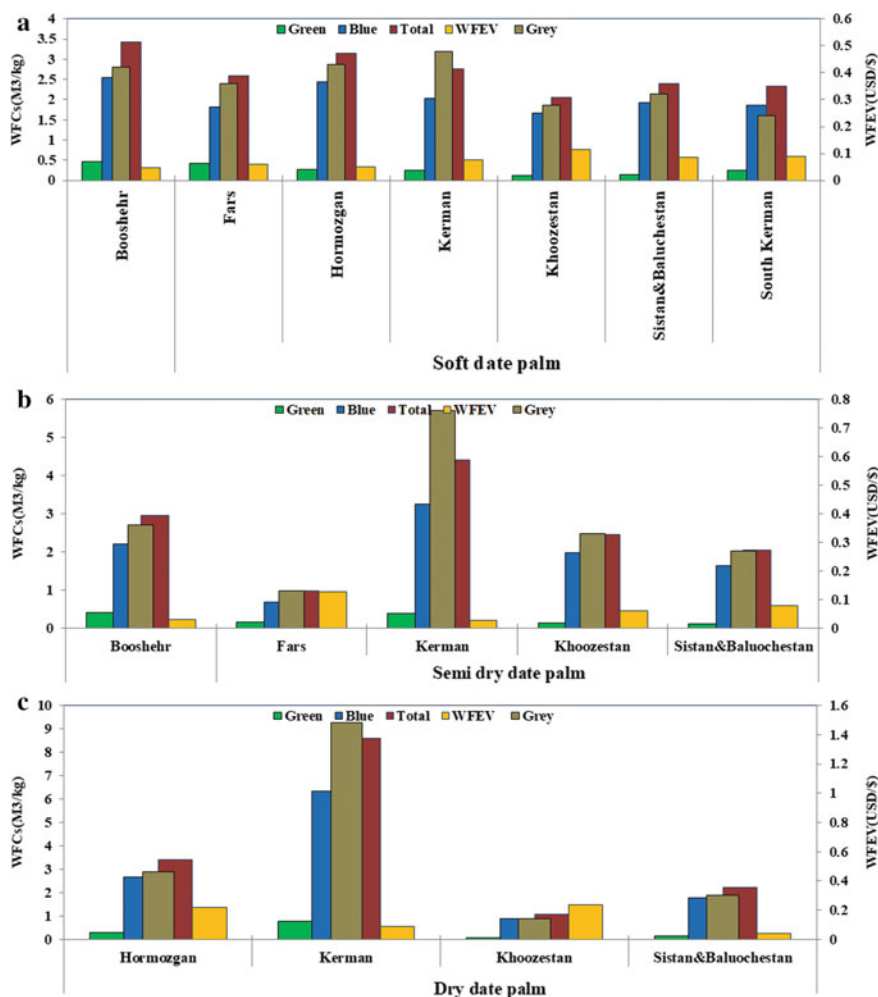 a
Green Blue Total WFEV Grey
WFCs(M3/kg)
4
3.5
3
2.5
2
1.5
1
0.5
0
0.6
0.5
0.4
0.3
0.2
0.1
0
WFEV(USD/$)
Booshehr
Fars
Hormozgan
Kerman
Khoozestan
Sistan&Baluchestan
South Kerman
Soft date palm
b
Green Blue Total WFEV Grey
WFCs(M3/kg)
6
5
4
3
2
1
0
0.8
0.7
0.6
0.5
0.4
0.3
0.2
0.1
0
WFEV(USD/$)
Booshehr Fars Kerman Khoozestan Sistan&Baluochestan
Semi dry date palm
c
Green Blue Total WFEV Grey
WFCs(M3/kg)
10
9
8
7
6
5
4
3
2
1
0
1.6
1.4
1.2
1
0.8
0.6
0.4
0.2
0
WFEV(USD/$)
Hormozgan Kerman Khoozestan Sistan&Baluochestan
Dry date palm